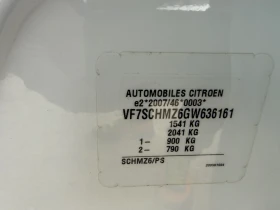 AUTOMOBILES CITROEN
e2*2007/46*0003*
VF7SCHMZ6GW636161
1541 KG
2041 KG
1- 900 KG
2- 790 KG
SCHMZ6/PS